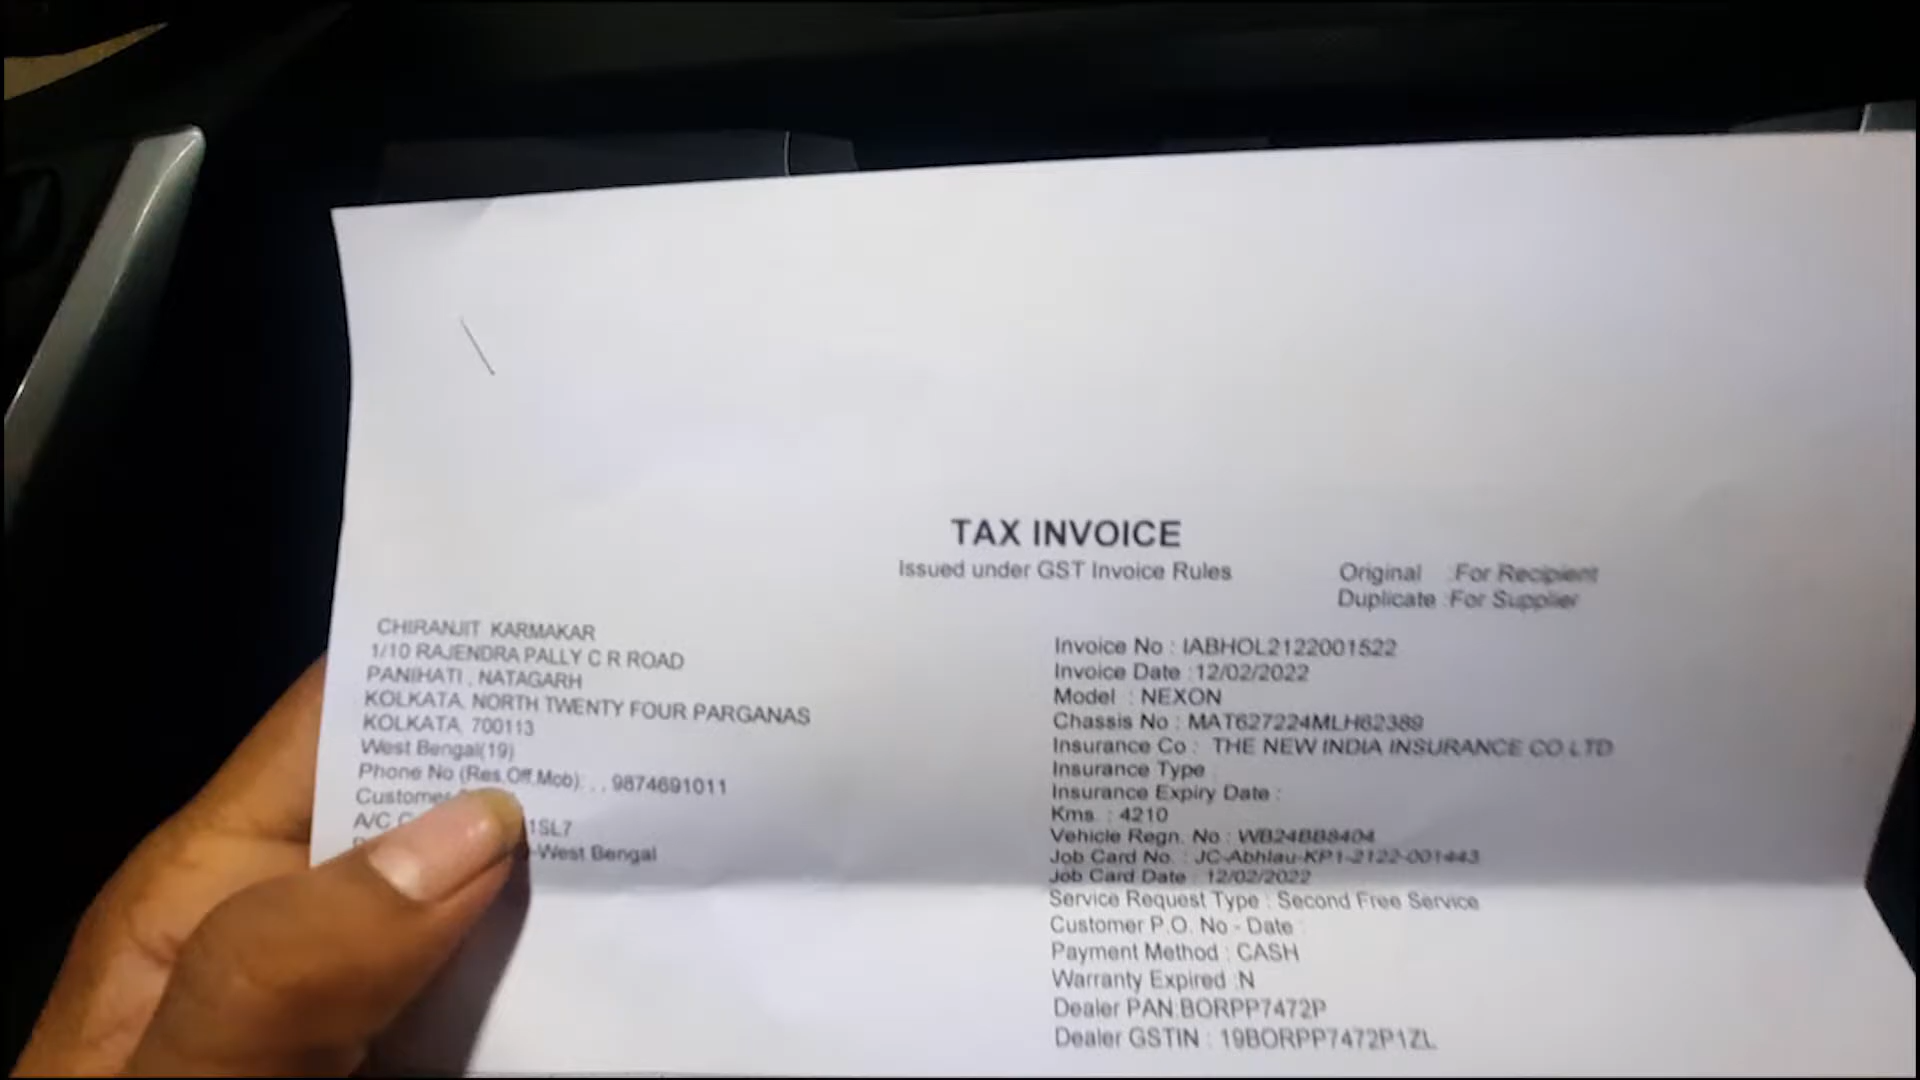 TAX INVOICE
Issued under GST Invoice Rules
Original :For Recipient
Duplicate :For Supplier
CHIRANJIT KARMAKAR
1/10 RAJENDRA PALLY C R ROAD
PANIHATI , NATAGARH
KOLKATA, NORTH TWENTY FOUR PARGANAS
KOLKATA, 700113
West Bengal(19)
Phone No (Res,Off,Mob): , , 9874691011
Customer
A/C 1SL7
-West Bengal
Invoice No : IABHOL2122001522
Invoice Date :12/02/2022
Model : NEXON
Chassis No : MAT627224MLH62389
Insurance Co : THE NEW INDIA INSURANCE CO LTD
Insurance Type
Insurance Expiry Date :
Kms. : 4210
Vehicle Regn. No : WB24BB8404
Job Card No. : JC-Abhlau-KP1-2122-001443
Job Card Date : 12/02/2022
Service Request Type : Second Free Service
Customer P.O. No - Date :
Payment Method : CASH
Warranty Expired :N
Dealer PAN:BORPP7472P
Dealer GSTIN : 19BORPP7472P1ZL